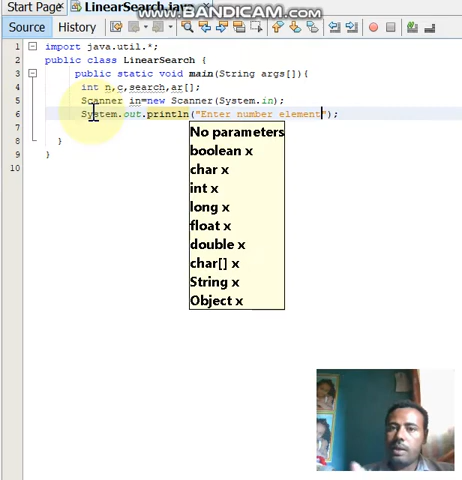 Start Page
LinearSearch.java
WWW.BANDICAM.COM
Source
History
1 import java.util.*;
2 public class LinearSearch {
3 public static void main(String args[]){
4 int n,c,search,ar[];
5 Scanner in=new Scanner(System.in);
6 System.out.println("Enter number element");
7
8 }
9 }
10
No parameters
boolean x
char x
int x
long x
float x
double x
char[] x
String x
Object x